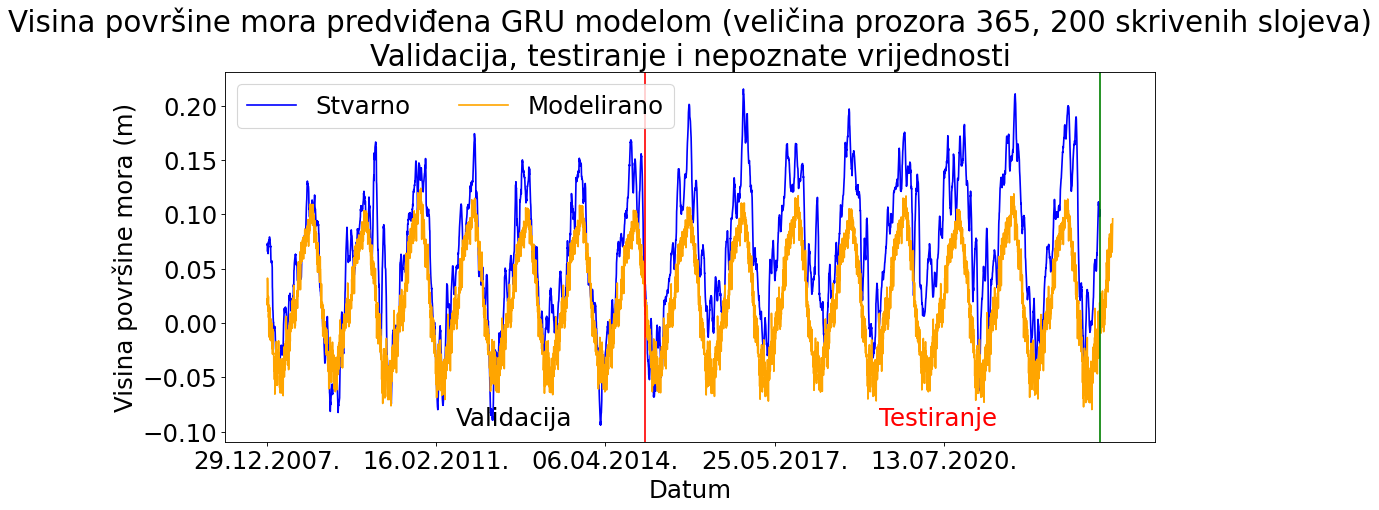 Visina površine mora predviđena GRU modelom (veličina prozora 365, 200 skrivenih slojeva)
Validacija, testiranje i nepoznate vrijednosti
Stvarno
Modelirano
Visina površine mora (m)
0.20
0.15
0.10
0.05
0.00
−0.05
−0.10
Validacija
Testiranje
29.12.2007.
16.02.2011.
06.04.2014.
25.05.2017.
13.07.2020.
Datum